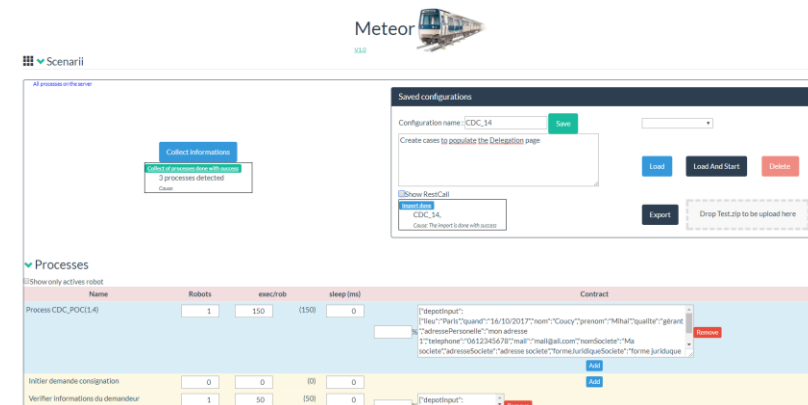 Meteor
V3.0
Scenarii
All processes on the server
Saved configurations
Configuration name : CDC_14 Save
Create cases to populate the Delegation page
Collect Informations
Collect of processes Done with success
3 processes detected
Cause:
Load Load And Start Delete
Show RestCall
Import done
CDC_14,
Cause: The import is done with success
Export Drop Test.zip to be upload here
Processes
Show only actives robot
Name Robots exec/rob sleep (ms) Contract
Process CDC_POC(1.4) 1 150 (150) 0 % {"depotInput":
{"lieu":"Paris","quand":"16/10/2017","nom":"Coucy","prenom":"Mihai","qualite":"gérant
","adressePersonelle":"mon adresse
1","telephone":"0612345678","mail":"mail@ail.com","nomSociete":"Ma
societe","adresseSociete":"adresse societe","formeJuridiqueSociete":"forme juriduque
Remove
Add
Initier demande consignation 0 0 (0) 0 Add
Verifier informations du demandeur 1 50 (50) 0 {"depotInput":